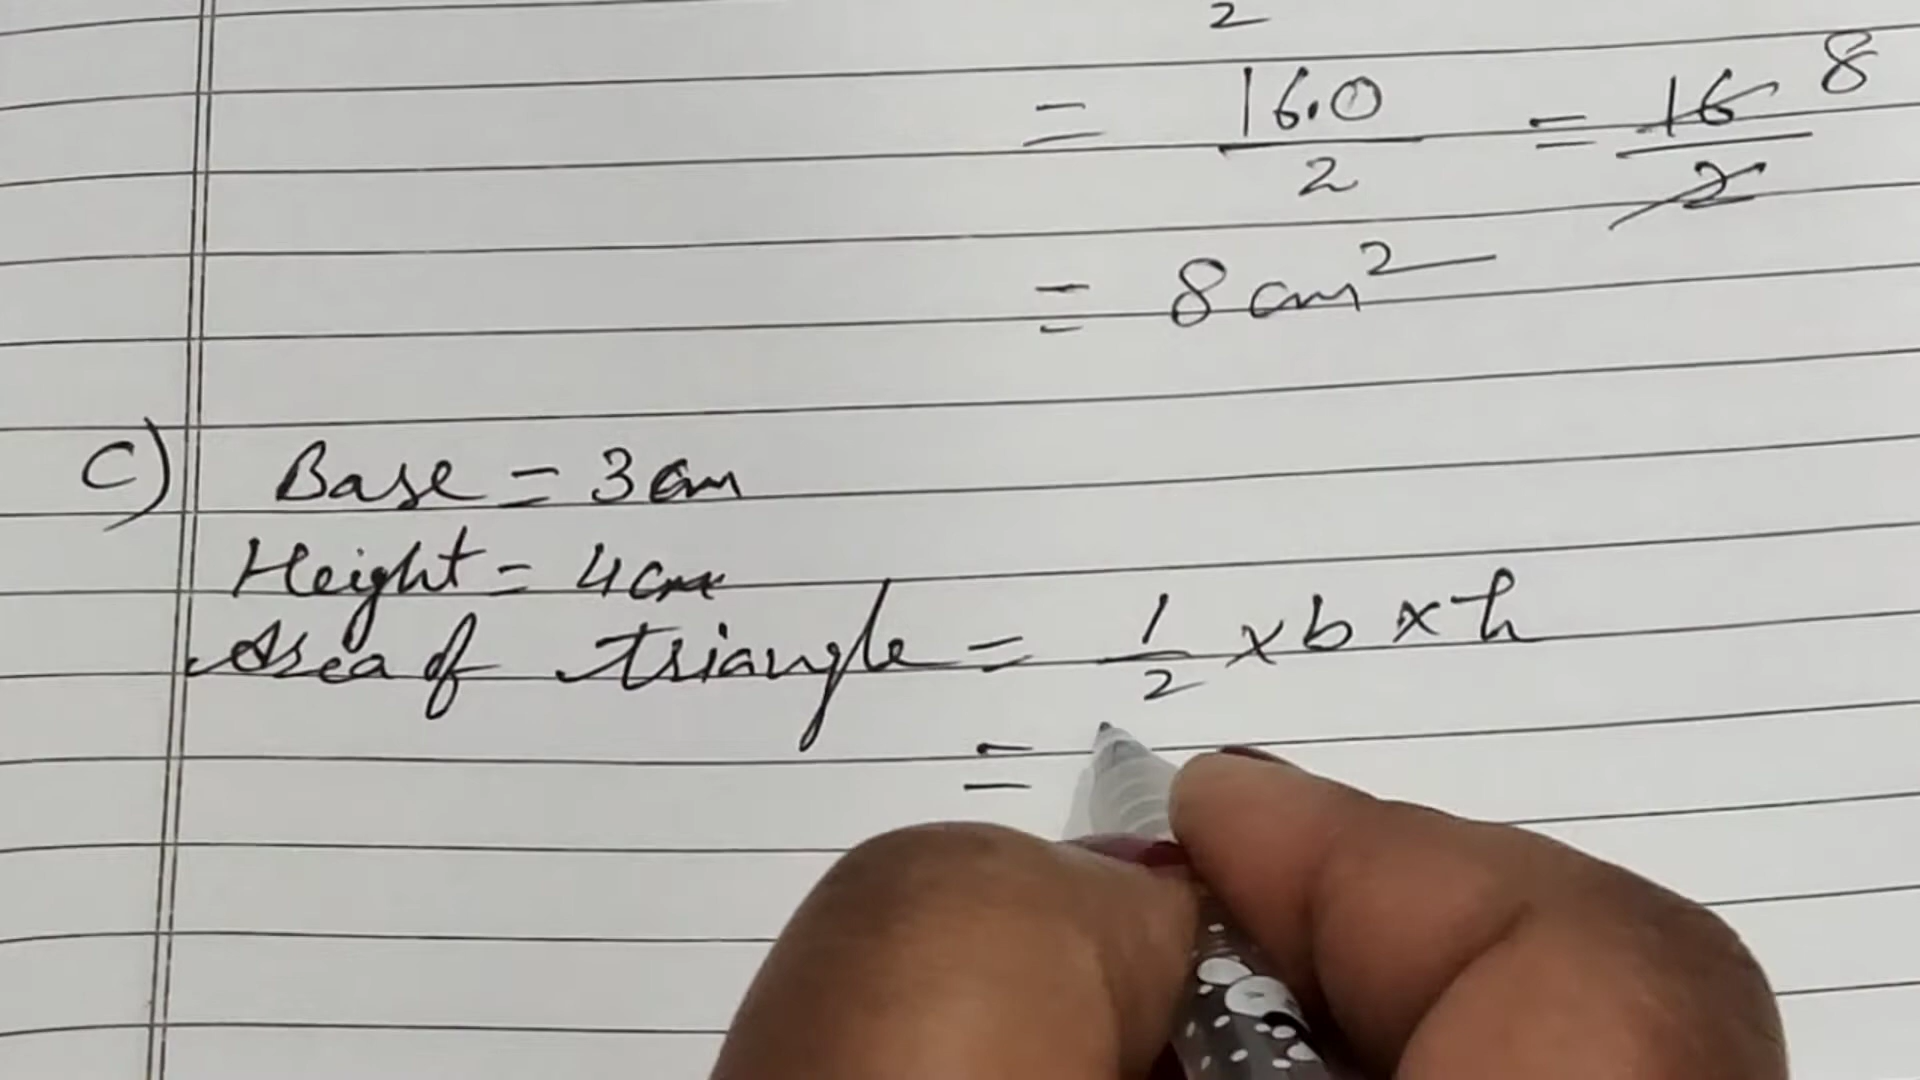 2
= 16.0/2 = 16/2 8
= 8 cm²
C) Base = 3 cm
Height = 4 cm
Area of triangle = 1/2 × b × h
=